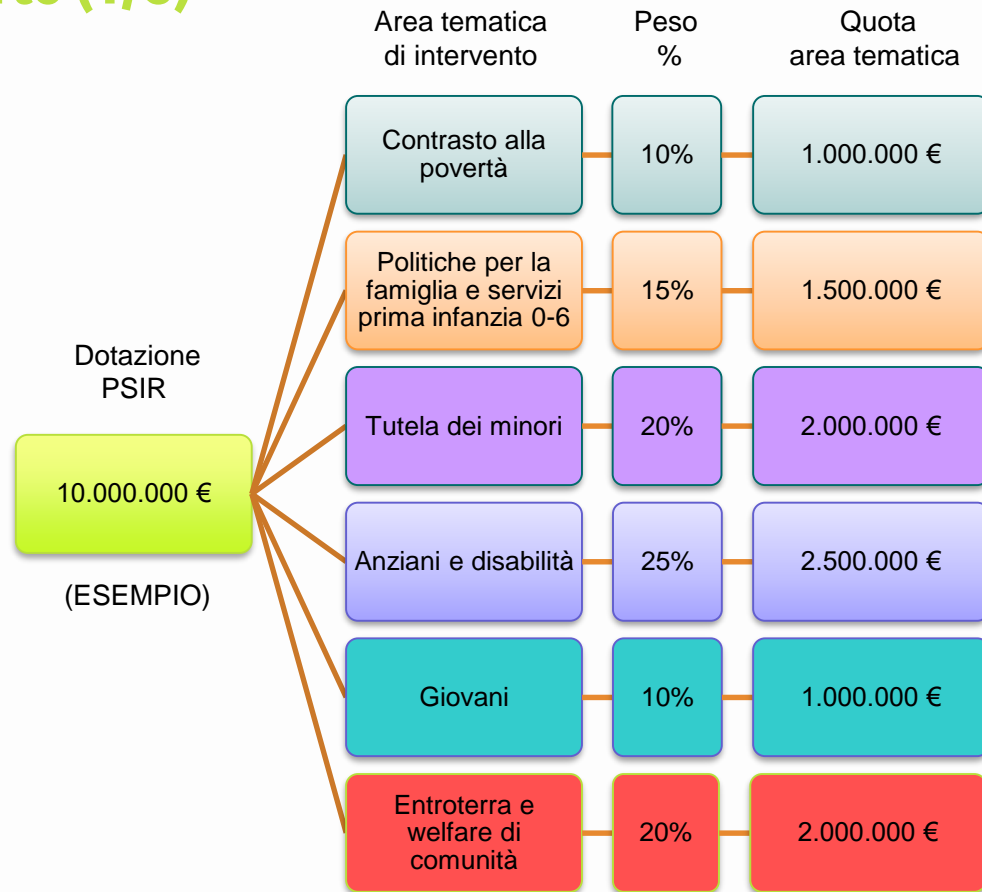 Area tematica
di intervento
Peso
%
Quota
area tematica
Contrasto alla
povertà
10%
1.000.000 €
Politiche per la
famiglia e servizi
prima infanzia 0-6
15%
1.500.000 €
Dotazione
PSIR
10.000.000 €
(ESEMPIO)
Tutela dei minori
20%
2.000.000 €
Anziani e disabilità
25%
2.500.000 €
Giovani
10%
1.000.000 €
Entroterra e
welfare di
comunità
20%
2.000.000 €